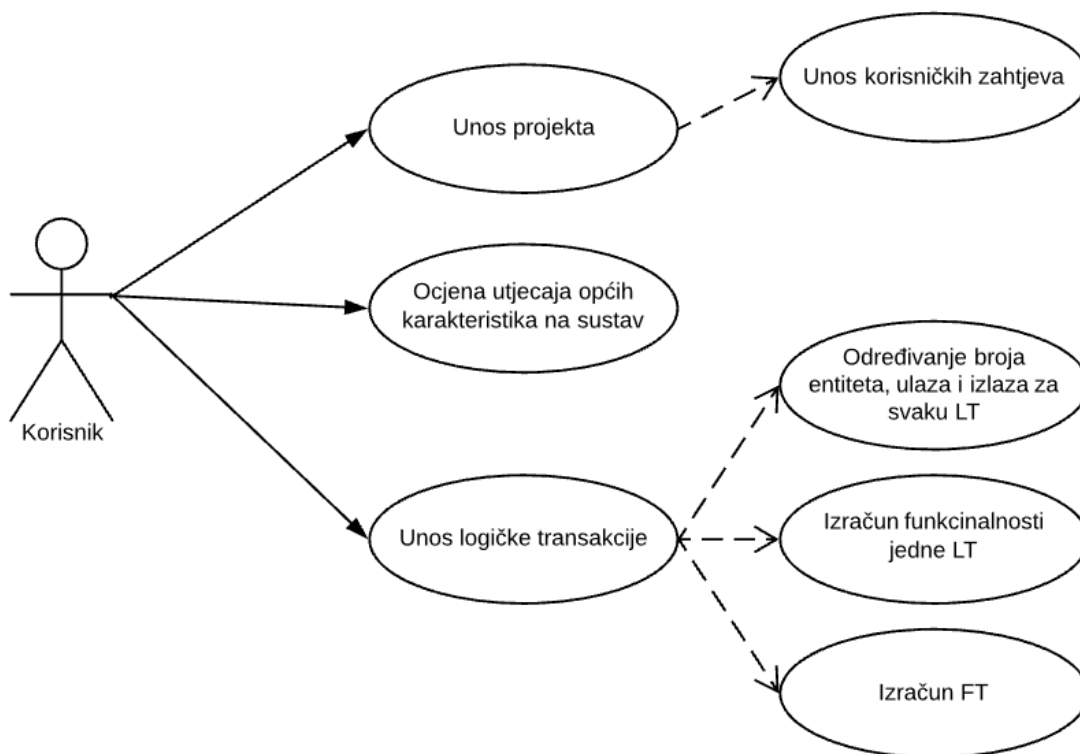 Unos korisničkih zahtjeva
Unos projekta
Ocjena utjecaja općih
karakteristika na sustav
Određivanje broja
entiteta, ulaza i izlaza za
svaku LT
Korisnik
Unos logičke transakcije
Izračun funkcinalnosti
jedne LT
Izračun FT